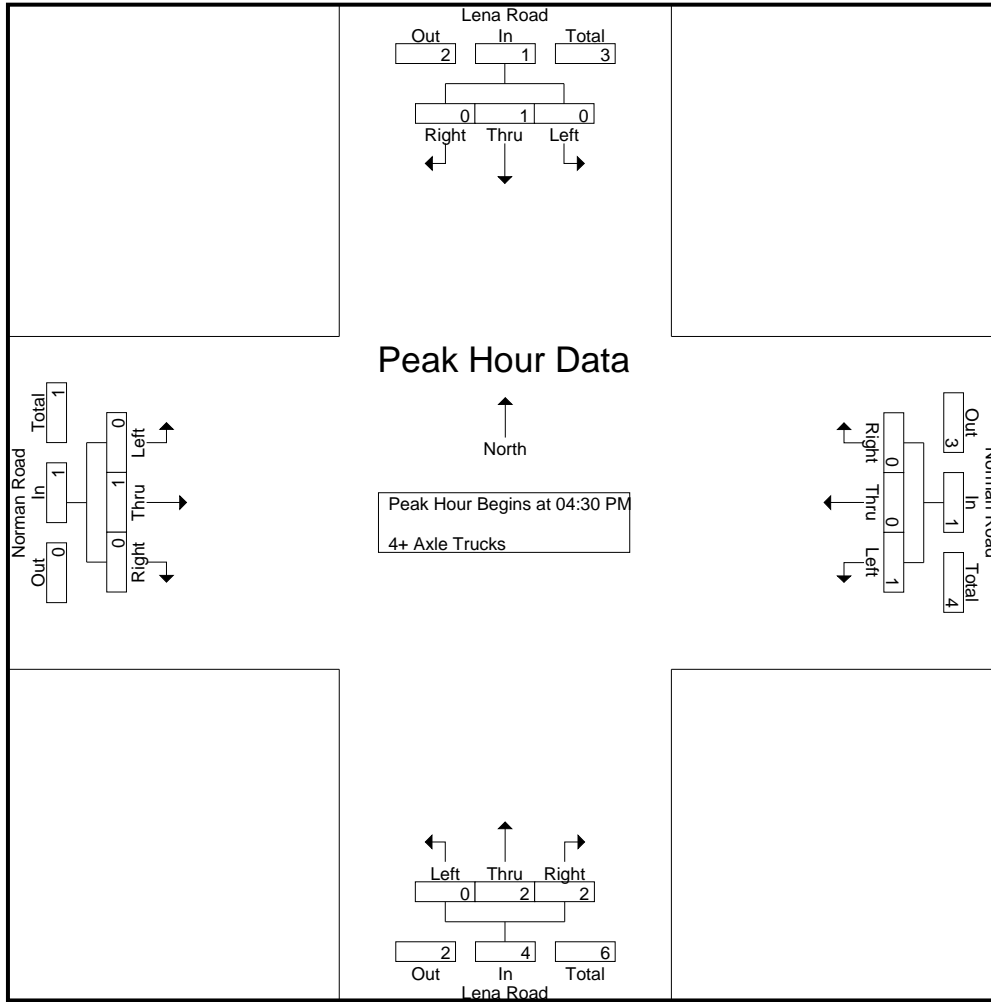 Lena Road
Out In Total
2 1 3
0 1 0
Right Thru Left
Peak Hour Data
North
Peak Hour Begins at 04:30 PM
4+ Axle Trucks
Norman Road
Total In Out
1 1 0
0 1 0
Left Thru Right
Right Thru Left
0 0 1
Out In Total
3 1 4
Norman Road
Left Thru Right
0 2 2
2 4 6
Out In Total
Lena Road